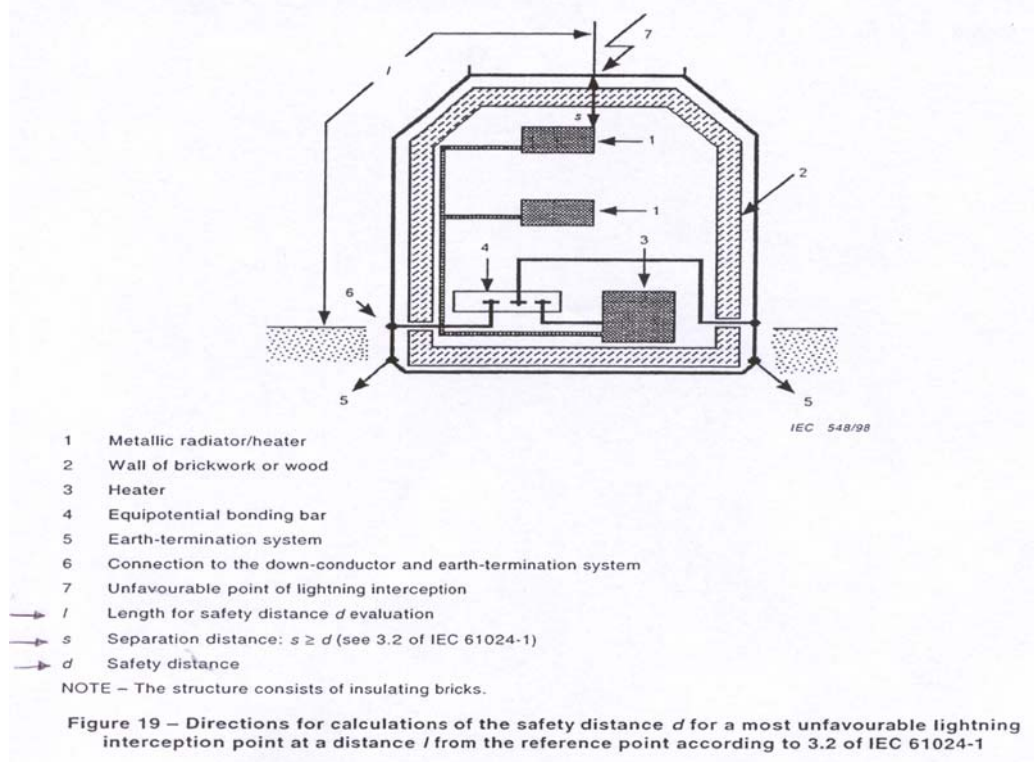 l
7
s
1
2
1
3
4
6
5
5
IEC 548/98
1 Metallic radiator/heater
2 Wall of brickwork or wood
3 Heater
4 Equipotential bonding bar
5 Earth-termination system
6 Connection to the down-conductor and earth-termination system
7 Unfavourable point of lightning interception
l Length for safety distance d evaluation
s Separation distance: s ≥ d (see 3.2 of IEC 61024-1)
d Safety distance
NOTE – The structure consists of insulating bricks.
Figure 19 – Directions for calculations of the safety distance d for a most unfavourable lightning
interception point at a distance l from the reference point according to 3.2 of IEC 61024-1